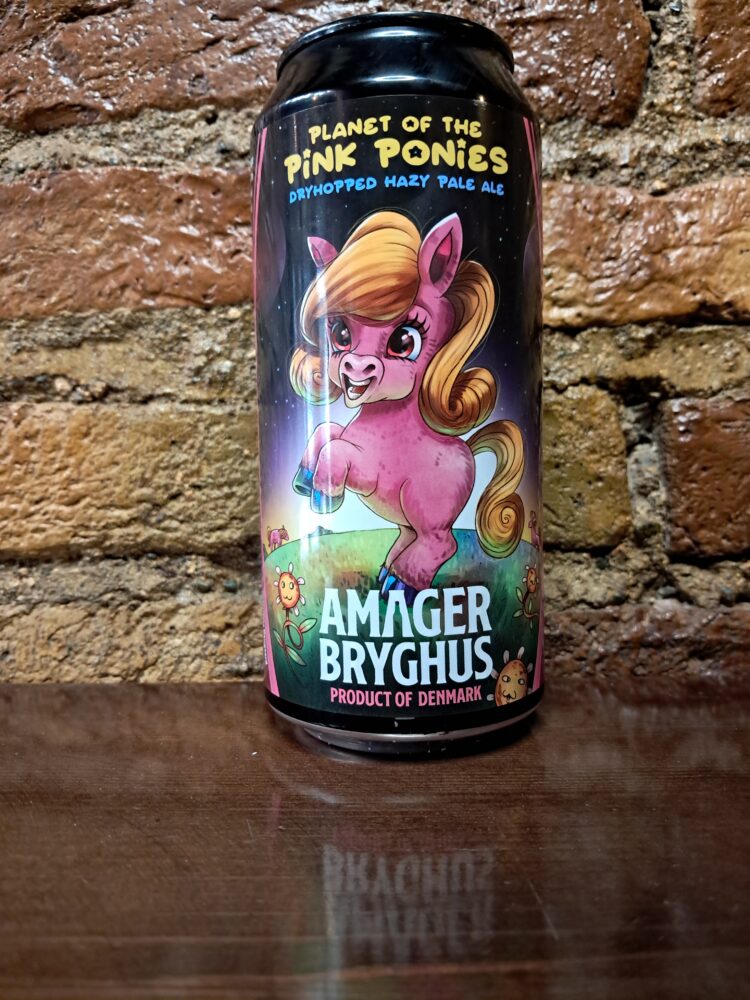 PLANET OF THE
PiNK PONiES
DRYHOPPED HAZY PALE ALE
AMAGER
BRYGHUS
PRODUCT OF DENMARK